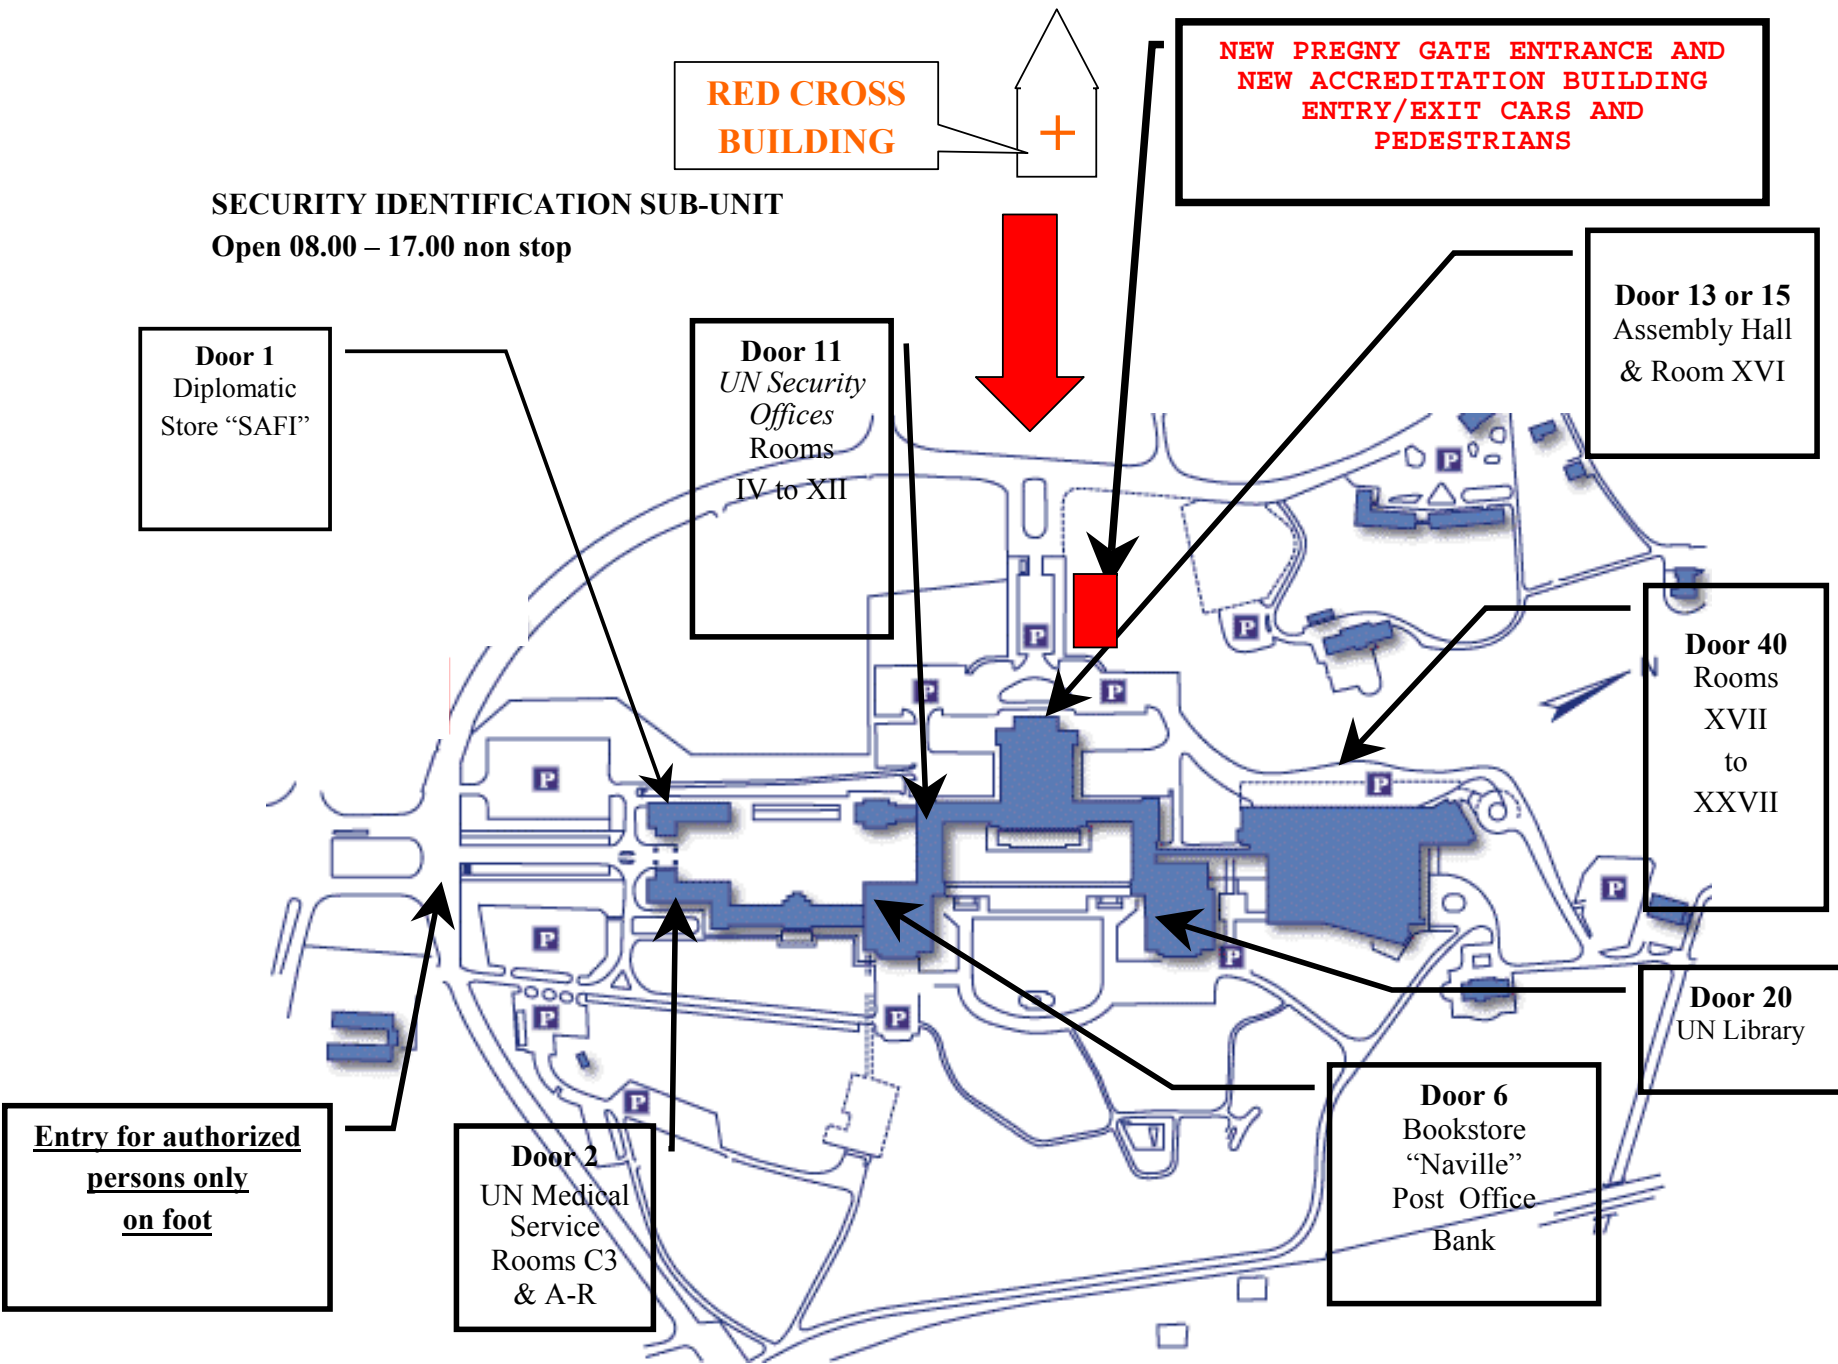 RED CROSS
BUILDING
+
NEW PREGNY GATE ENTRANCE AND
NEW ACCREDITATION BUILDING
ENTRY/EXIT CARS AND
PEDESTRIANS
SECURITY IDENTIFICATION SUB-UNIT
Open 08.00 – 17.00 non stop
Door 1
Diplomatic
Store “SAFI”
Door 11
UN Security
Offices
Rooms
IV to XII
Door 13 or 15
Assembly Hall
& Room XVI
Door 40
Rooms
XVII
to
XXVII
N
P
P
P
P
P
P
P
P
P
P
P
P
P
Door 20
UN Library
Door 6
Bookstore
“Naville”
Post Office
Bank
Door 2
UN Medical
Service
Rooms C3
& A-R
Entry for authorized
persons only
on foot